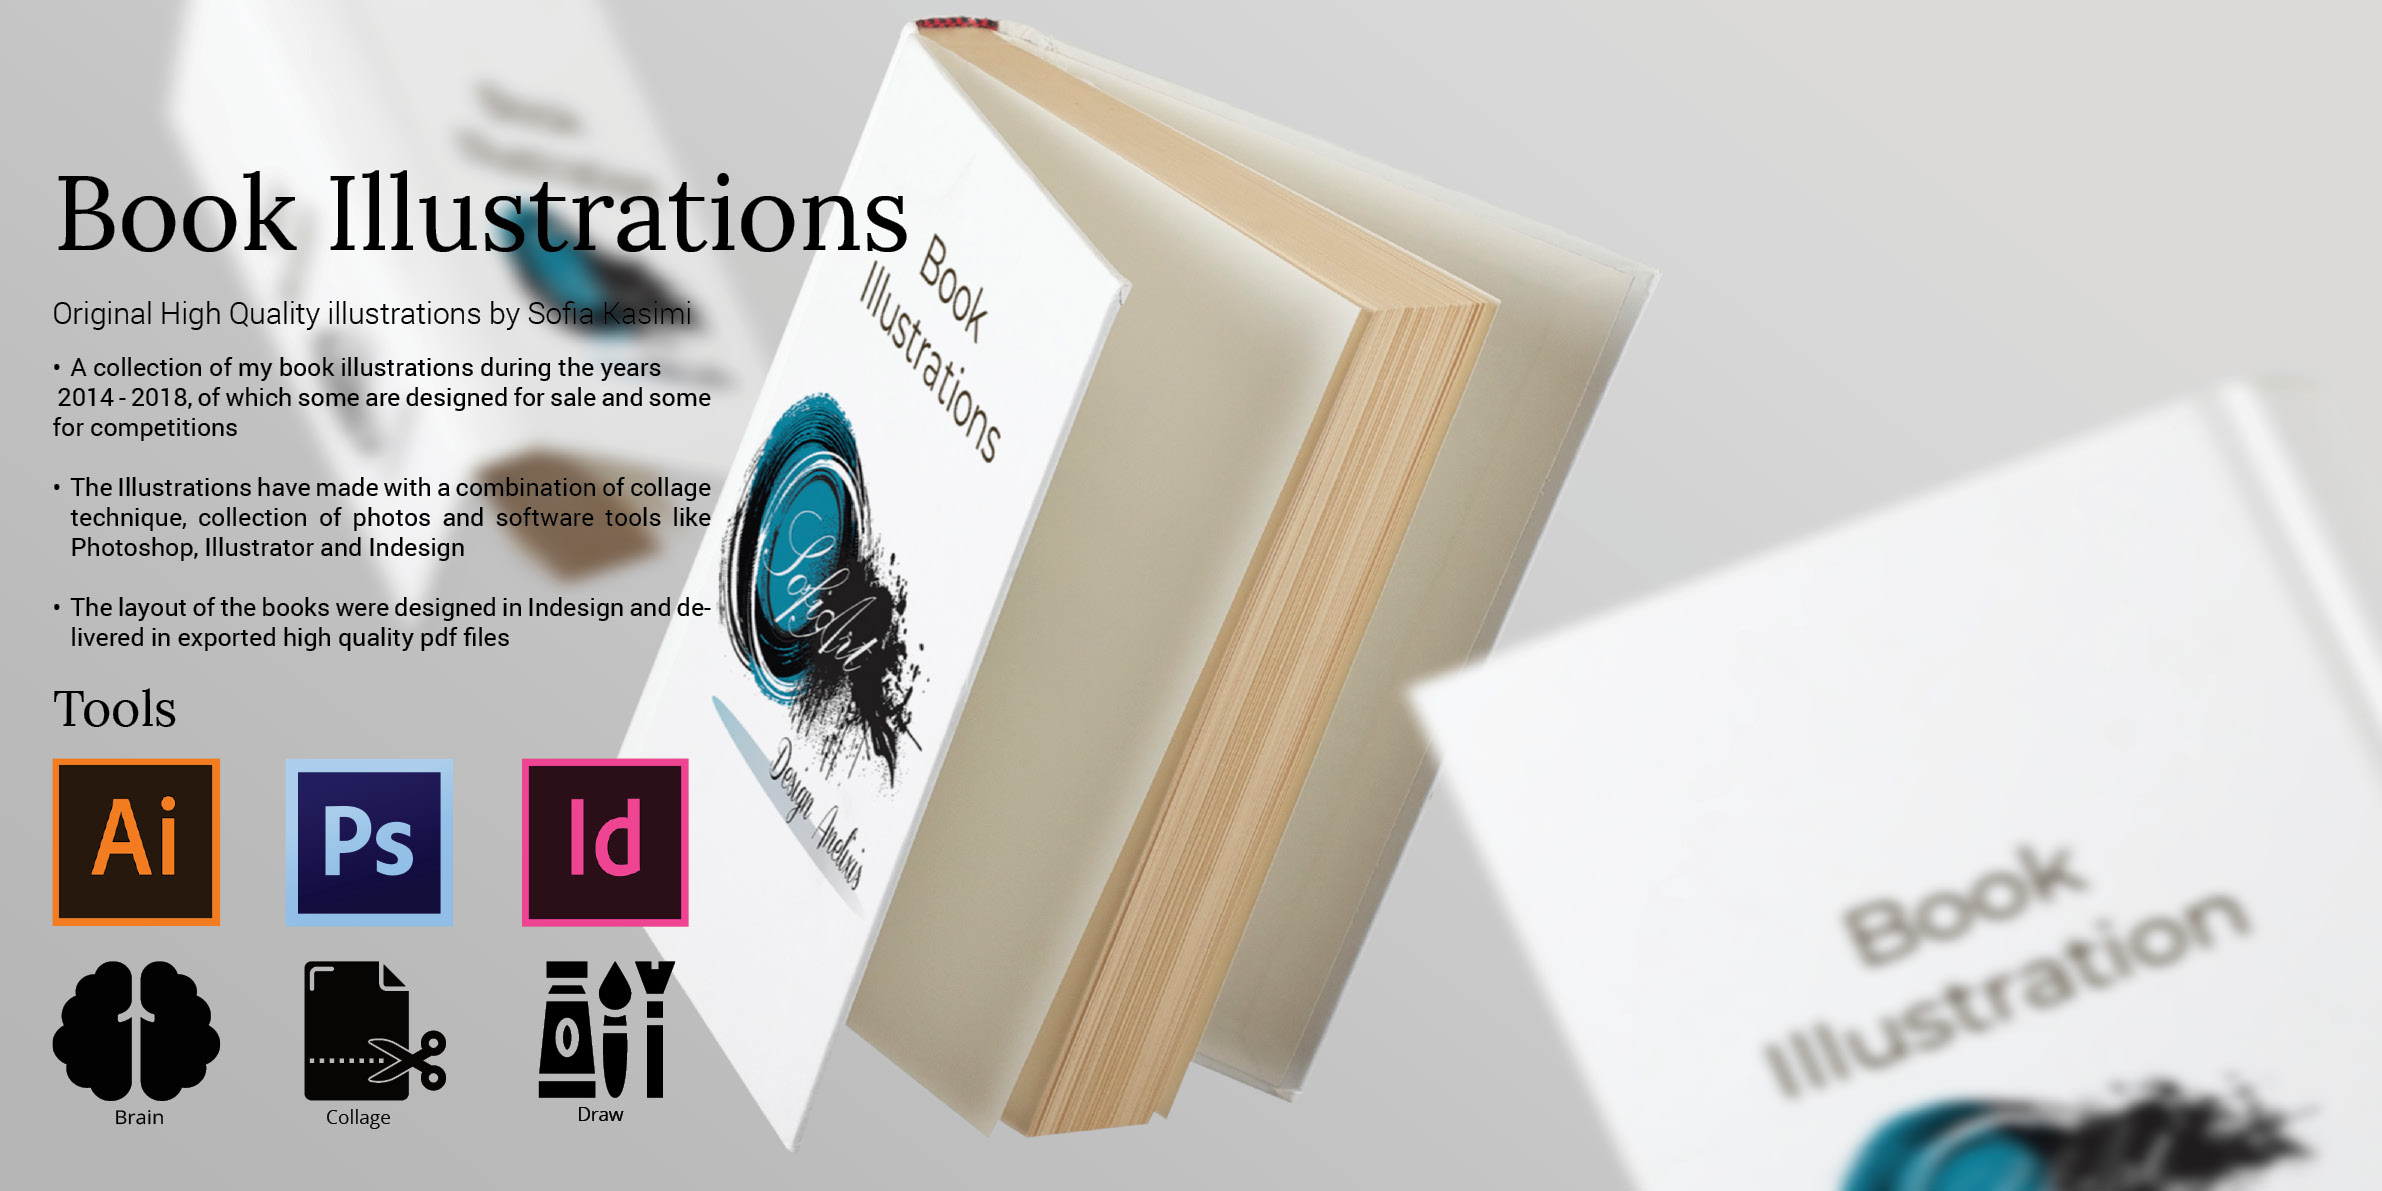 Book Illustrations
Original High Quality illustrations by Sofia Kasimi
• A collection of my book illustrations during the years
2014 - 2018, of which some are designed for sale and some
for competitions
• The Illustrations have made with a combination of collage
technique, collection of photos and software tools like
Photoshop, Illustrator and Indesign
• The layout of the books were designed in Indesign and de-
livered in exported high quality pdf files
Tools
Ai
Ps
Id
Brain
Collage
Draw
Book
Illustrations
SofiArt
Design Anelixis
Book
Illustration